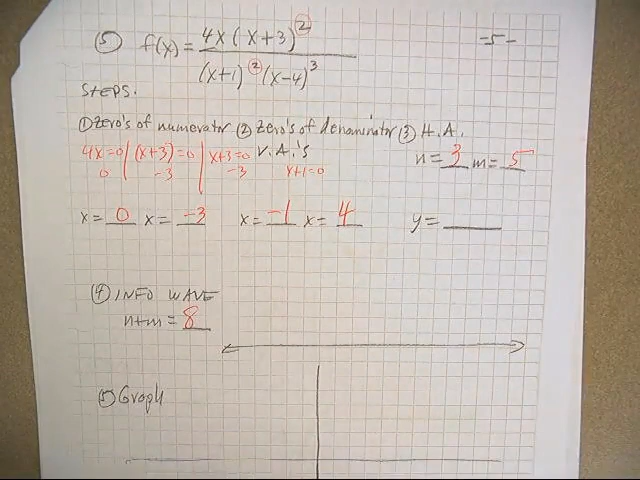 ⑤ f(x) = 4x(x+3)² / (x+1)²(x-4)³
-5-
STEPS.
① Zero's of numerator ② Zero's of denominator ③ H.A.
4x=0 | (x+3)=0 | x+3=0 V.A.'s n=3 m=5
0 -3 -3 x+1=0
x=0 x=-3 x=-1 x=4 y=____
④ INFO WAVE
n+m=8
⑤ Graph